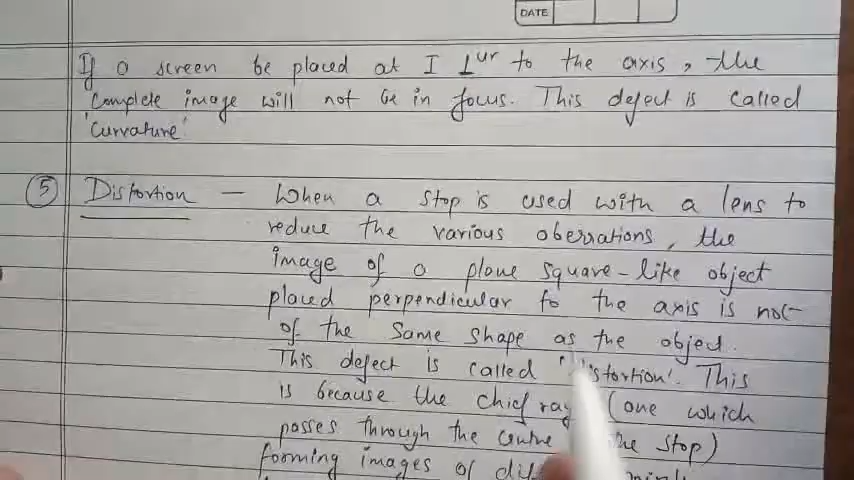 DATE
If a screen be placed at I ⊥ur to the axis, the
complete image will not be in focus. This defect is called
'Curvature'.
5 Distortion — When a stop is used with a lens to
reduce the various aberrations, the
image of a plane square-like object
placed perpendicular to the axis is not
of the same shape as the object.
This defect is called 'Distortion'. This
is because the chief ray (one which
passes through the centre the stop)
forming images of